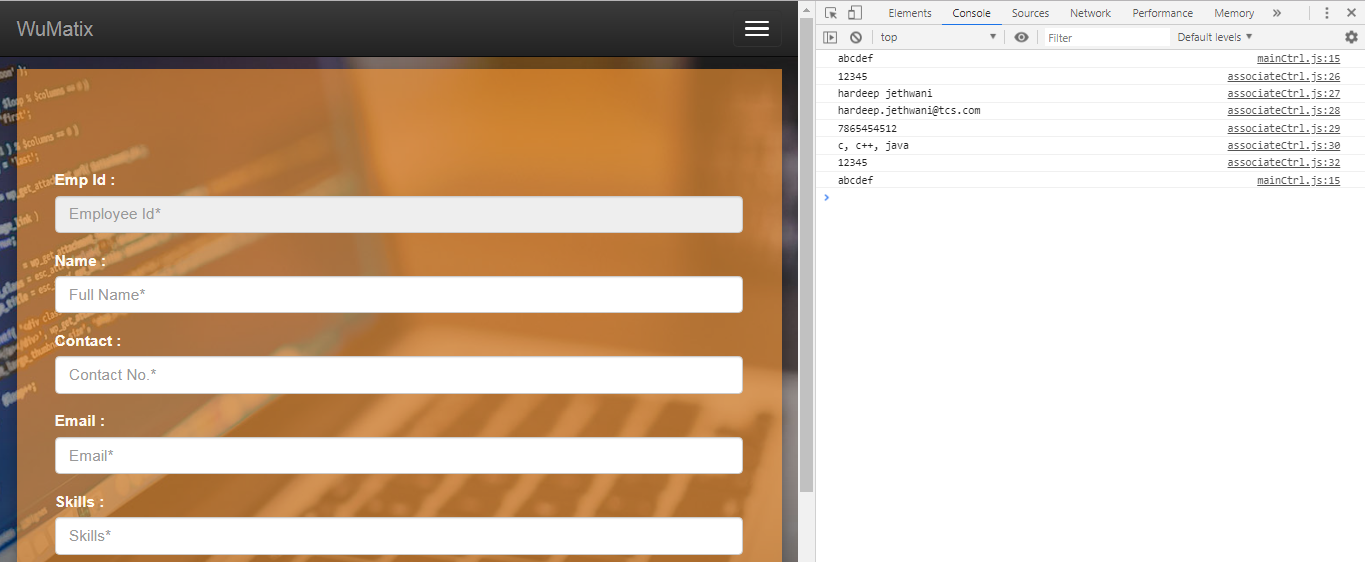 WuMatix
Emp Id :
Employee Id*
Name :
Full Name*
Contact :
Contact No.*
Email :
Email*
Skills :
Skills*
Elements Console Sources Network Performance Memory »
top ▼ Filter Default levels ▼
abcdef mainCtrl.js:15
12345 associateCtrl.js:26
hardeep jethwani associateCtrl.js:27
hardeep.jethwani@tcs.com associateCtrl.js:28
7865454512 associateCtrl.js:29
c, c++, java associateCtrl.js:30
12345 associateCtrl.js:32
abcdef mainCtrl.js:15